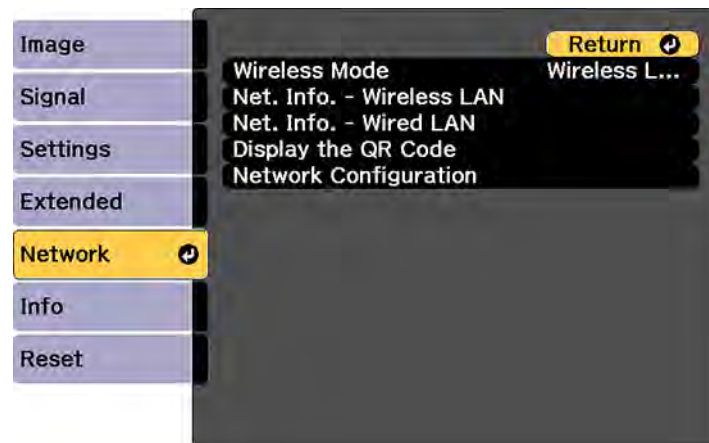 Image
Signal
Settings
Extended
Network
Info
Reset
Return
Wireless Mode Wireless L...
Net. Info. - Wireless LAN
Net. Info. - Wired LAN
Display the QR Code
Network Configuration